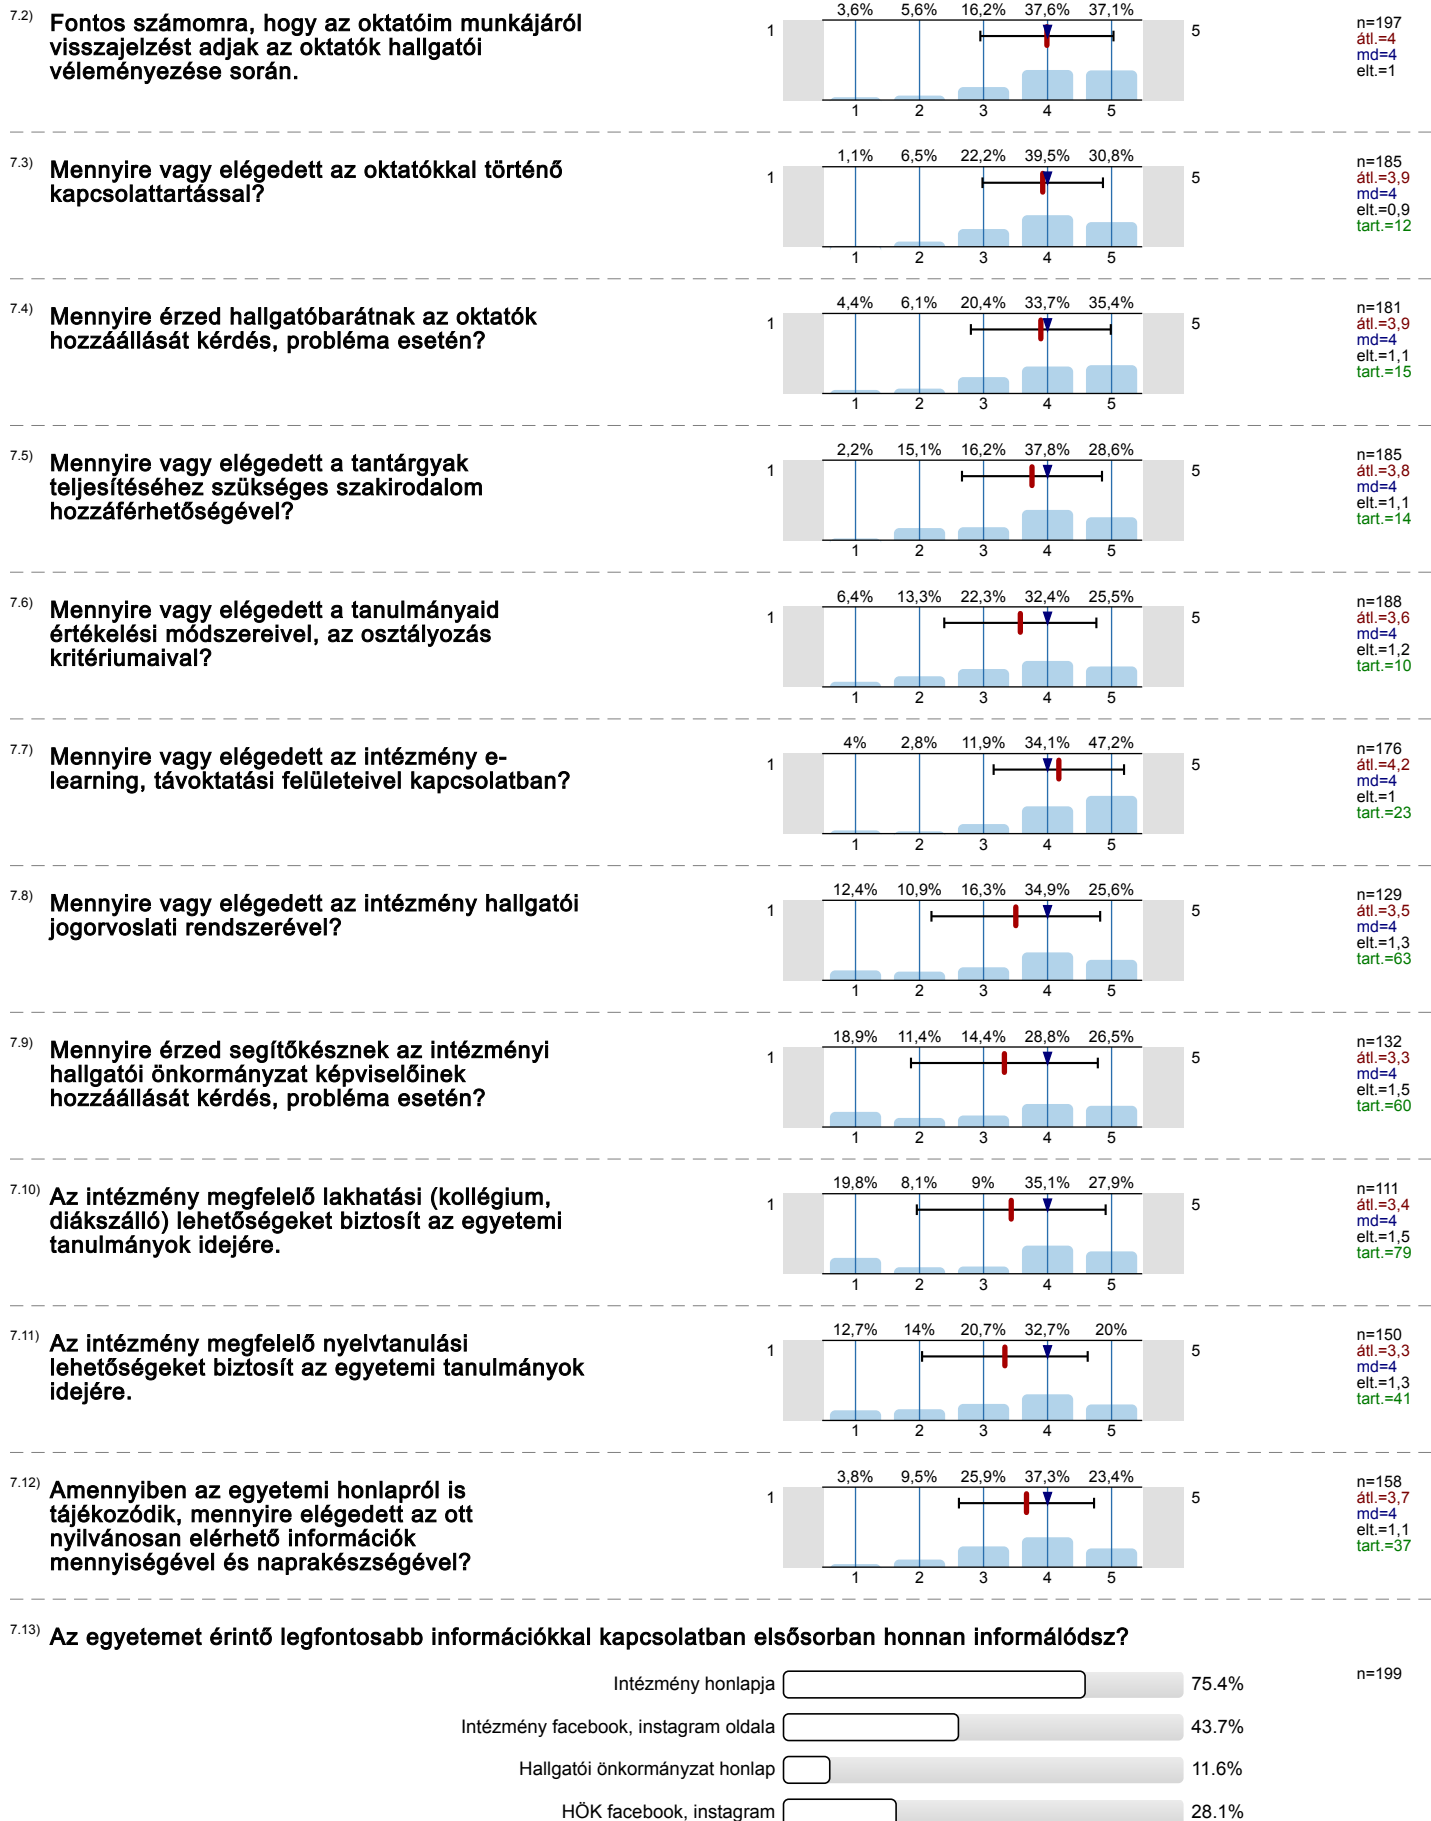 7.2) Fontos számomra, hogy az oktatóim munkájáról
visszajelzést adjak az oktatók hallgatói
véleményezése során.
3,6% 5,6% 16,2% 37,6% 37,1%
1 5
1 2 3 4 5
n=197
átl.=4
md=4
elt.=1
7.3) Mennyire vagy elégedett az oktatókkal történő
kapcsolattartással?
1,1% 6,5% 22,2% 39,5% 30,8%
1 5
1 2 3 4 5
n=185
átl.=3,9
md=4
elt.=0,9
tart.=12
7.4) Mennyire érzed hallgatóbarátnak az oktatók
hozzáállását kérdés, probléma esetén?
4,4% 6,1% 20,4% 33,7% 35,4%
1 5
1 2 3 4 5
n=181
átl.=3,9
md=4
elt.=1,1
tart.=15
7.5) Mennyire vagy elégedett a tantárgyak
teljesítéséhez szükséges szakirodalom
hozzáférhetőségével?
2,2% 15,1% 16,2% 37,8% 28,6%
1 5
1 2 3 4 5
n=185
átl.=3,8
md=4
elt.=1,1
tart.=14
7.6) Mennyire vagy elégedett a tanulmányaid
értékelési módszereivel, az osztályozás
kritériumaival?
6,4% 13,3% 22,3% 32,4% 25,5%
1 5
1 2 3 4 5
n=188
átl.=3,6
md=4
elt.=1,2
tart.=10
7.7) Mennyire vagy elégedett az intézmény e-
learning, távoktatási felületeivel kapcsolatban?
4% 2,8% 11,9% 34,1% 47,2%
1 5
1 2 3 4 5
n=176
átl.=4,2
md=4
elt.=1
tart.=23
7.8) Mennyire vagy elégedett az intézmény hallgatói
jogorvoslati rendszerével?
12,4% 10,9% 16,3% 34,9% 25,6%
1 5
1 2 3 4 5
n=129
átl.=3,5
md=4
elt.=1,3
tart.=63
7.9) Mennyire érzed segítőkésznek az intézményi
hallgatói önkormányzat képviselőinek
hozzáállását kérdés, probléma esetén?
18,9% 11,4% 14,4% 28,8% 26,5%
1 5
1 2 3 4 5
n=132
átl.=3,3
md=4
elt.=1,5
tart.=60
7.10) Az intézmény megfelelő lakhatási (kollégium,
diákszálló) lehetőségeket biztosít az egyetemi
tanulmányok idejére.
19,8% 8,1% 9% 35,1% 27,9%
1 5
1 2 3 4 5
n=111
átl.=3,4
md=4
elt.=1,5
tart.=79
7.11) Az intézmény megfelelő nyelvtanulási
lehetőségeket biztosít az egyetemi tanulmányok
idejére.
12,7% 14% 20,7% 32,7% 20%
1 5
1 2 3 4 5
n=150
átl.=3,3
md=4
elt.=1,3
tart.=41
7.12) Amennyiben az egyetemi honlapról is
tájékozódik, mennyire elégedett az ott
nyilvánosan elérhető információk
mennyiségével és naprakészségével?
3,8% 9,5% 25,9% 37,3% 23,4%
1 5
1 2 3 4 5
n=158
átl.=3,7
md=4
elt.=1,1
tart.=37
7.13) Az egyetemet érintő legfontosabb információkkal kapcsolatban elsősorban honnan informálódsz?
Intézmény honlapja 75.4%
n=199
Intézmény facebook, instagram oldala 43.7%
Hallgatói önkormányzat honlap 11.6%
HÖK facebook, instagram 28.1%